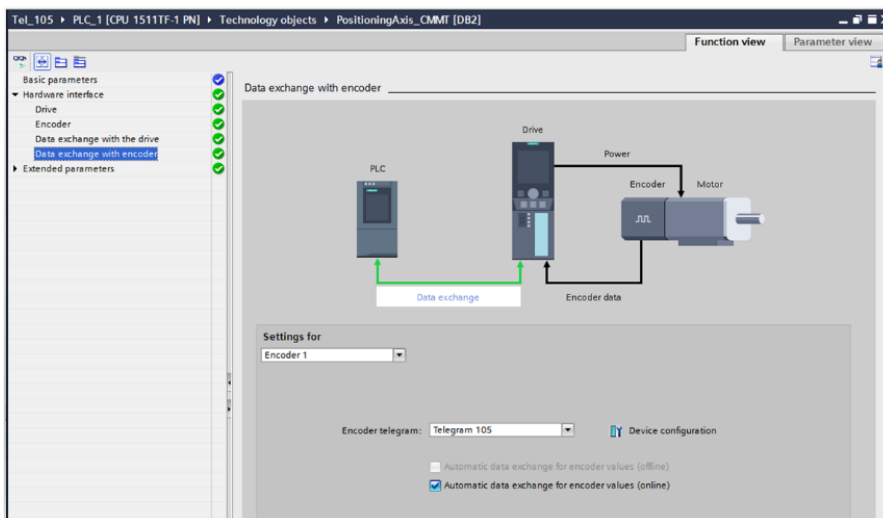 Tel_105 ▸ PLC_1 [CPU 1511TF-1 PN] ▸ Technology objects ▸ PositioningAxis_CMMT [DB2]
Function view
Parameter view
Basic parameters
Hardware interface
Drive
Encoder
Data exchange with the drive
Data exchange with encoder
Extended parameters
Data exchange with encoder
Drive
Power
PLC
Encoder Motor
Data exchange
Encoder data
Settings for
Encoder 1
Encoder telegram: Telegram 105 Device configuration
Automatic data exchange for encoder values (offline)
Automatic data exchange for encoder values (online)